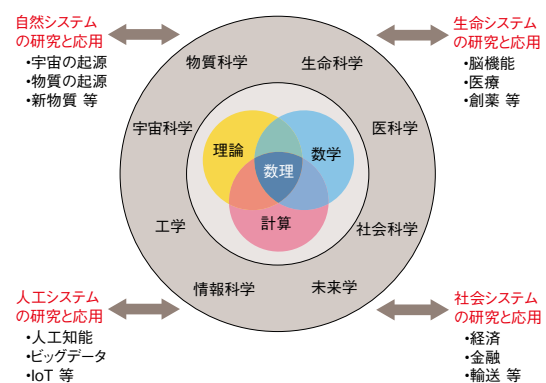 自然システム
の研究と応用
・宇宙の起源
・物質の起源
・新物質 等
生命システム
の研究と応用
・脳機能
・医療
・創薬 等
物質科学
生命科学
宇宙科学
医科学
理論
数学
数理
計算
工学
社会科学
情報科学
未来学
人工システム
の研究と応用
・人工知能
・ビッグデータ
・IoT 等
社会システム
の研究と応用
・経済
・金融
・輸送 等